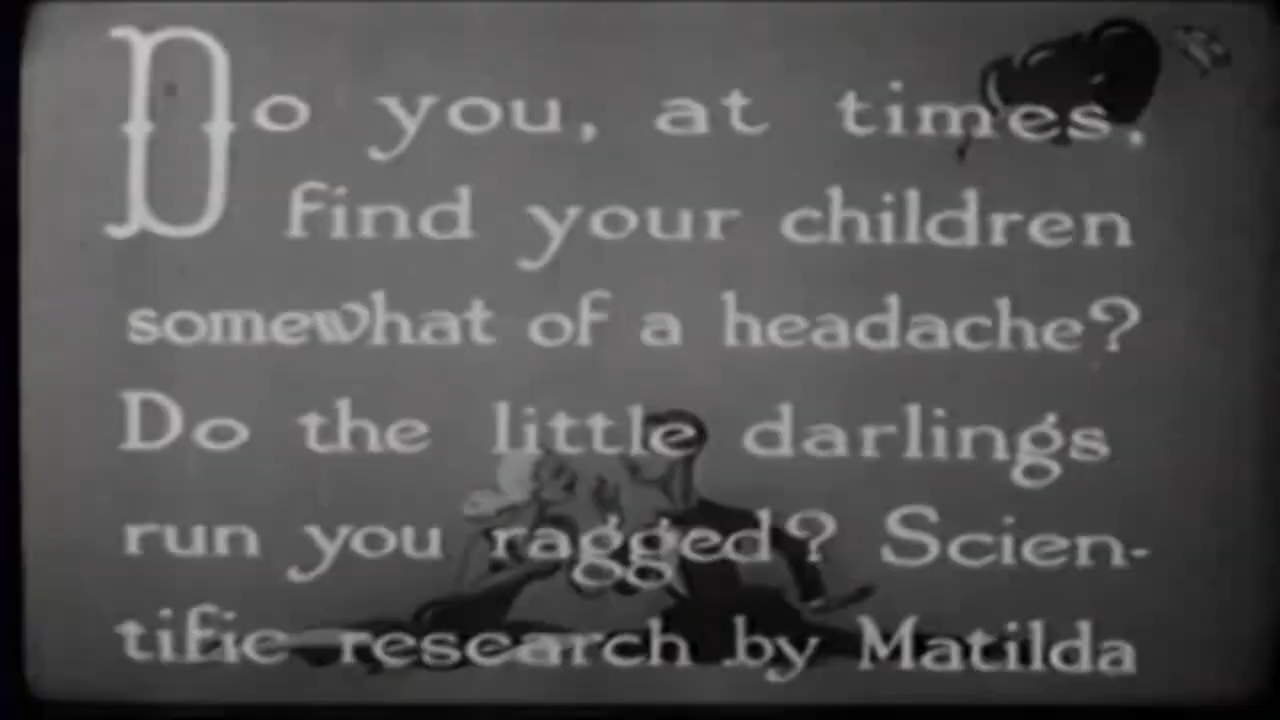 Do you, at times,
find your children
somewhat of a headache?
Do the little darlings
run you ragged? Scien-
tific research by Matilda